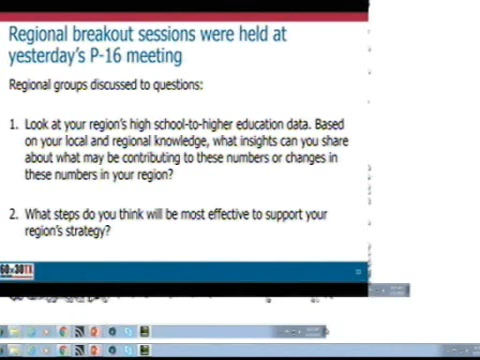 Regional breakout sessions were held at
yesterday's P-16 meeting
Regional groups discussed to questions:
1. Look at your region's high school-to-higher education data. Based
on your local and regional knowledge, what insights can you share
about what may be contributing to these numbers or changes in
these numbers in your region?
2. What steps do you think will be most effective to support your
region's strategy?
60x30TX